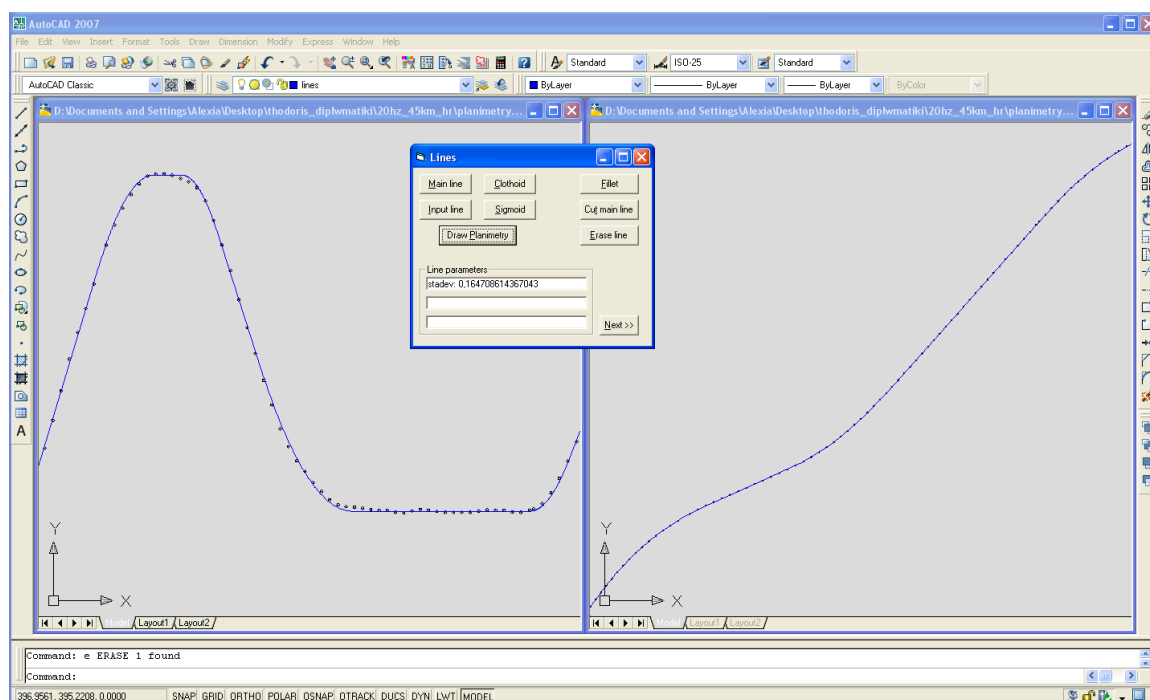 AutoCAD 2007
File Edit View Insert Format Tools Draw Dimension Modify Express Window Help
Standard ISO-25 Standard
AutoCAD Classic lines ByLayer ByLayer ByLayer ByColor
D:\Documents and Settings\Alexia\Desktop\thodoris_diplwmatiki\20hz_45km_hr\planimetry...
D:\Documents and Settings\Alexia\Desktop\thodoris_diplwmatiki\20hz_45km_hr\planimetry...
Lines
Main line Clothoid Fillet
Input line Sigmoid Cut main line
Draw Planimetry Erase line
Line parameters
stadev: 0,164708614367043
Next >>
Y Y
X X
Model Layout1 Layout2 Model Layout1 Layout2
Command: e ERASE 1 found
Command:
396.9561, 395.2208, 0.0000 SNAP GRID ORTHO POLAR OSNAP OTRACK DUCS DYN LWT MODEL